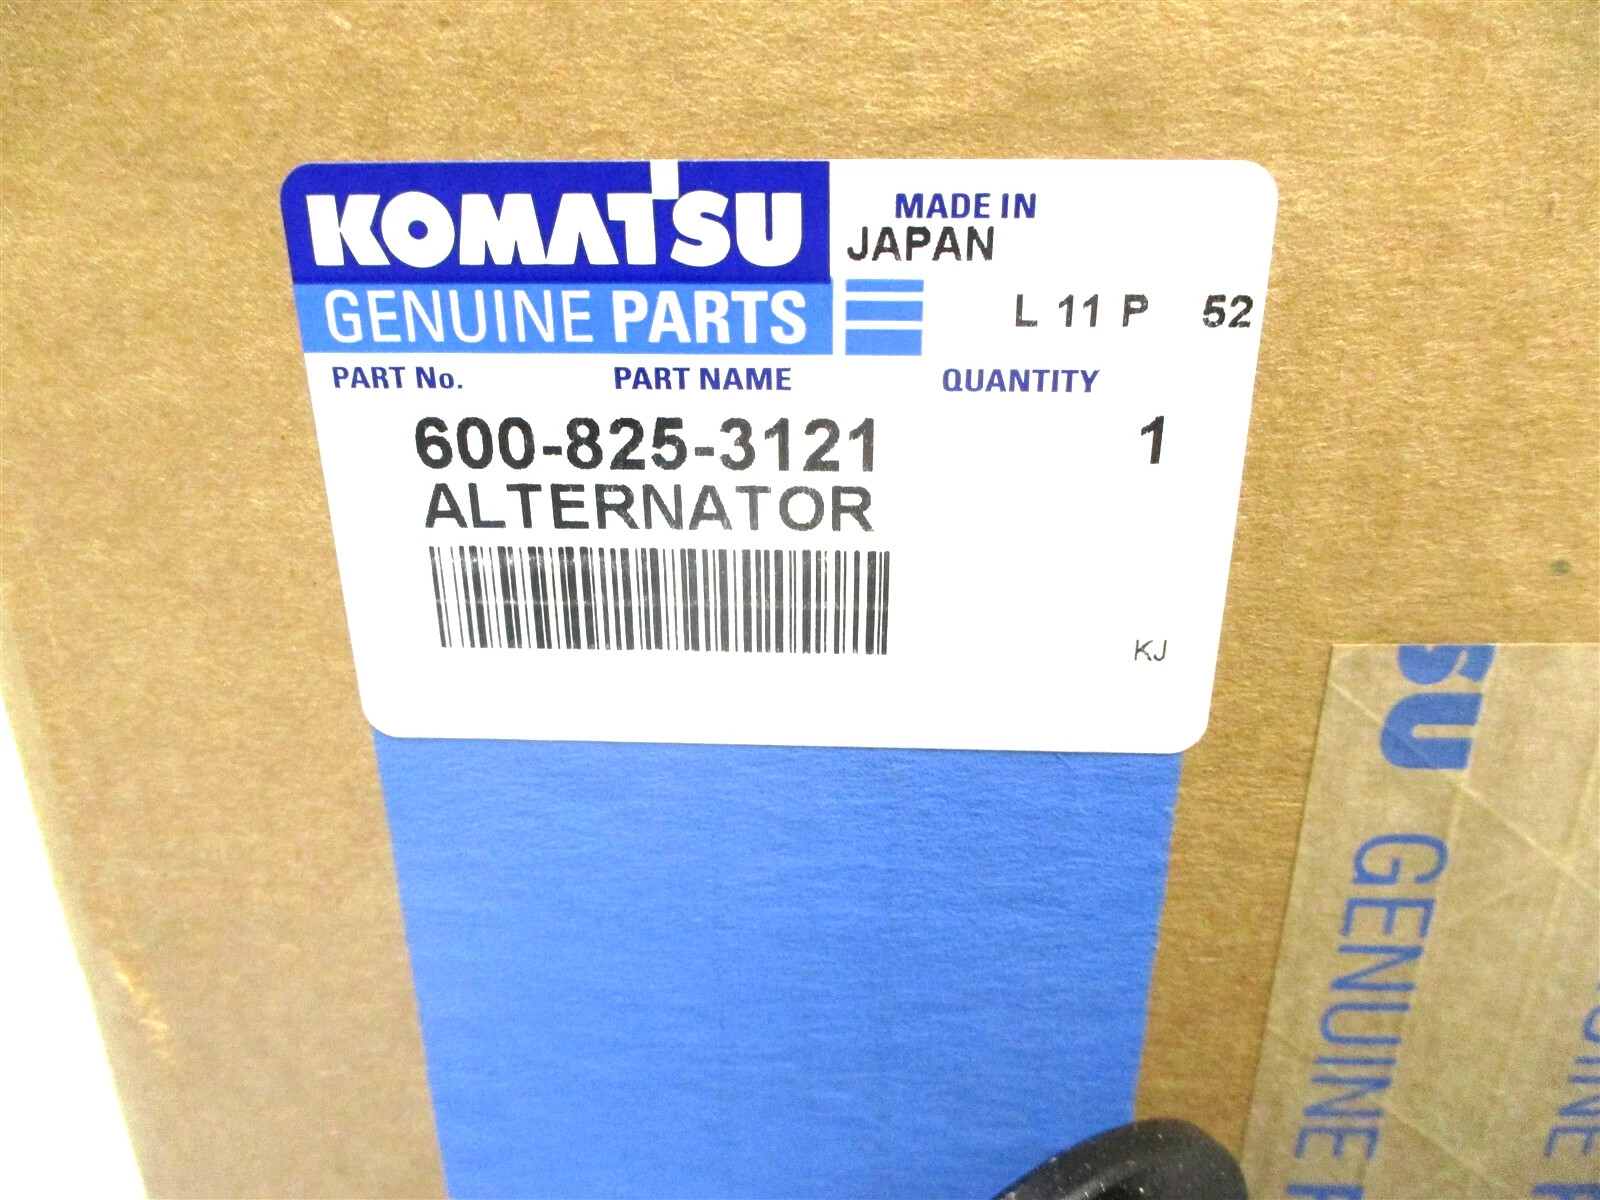 KOMATSU
GENUINE PARTS
MADE IN
JAPAN
L 11 P 52
PART No. PART NAME QUANTITY
600-825-3121 1
ALTERNATOR
KJ
SU GENUINE